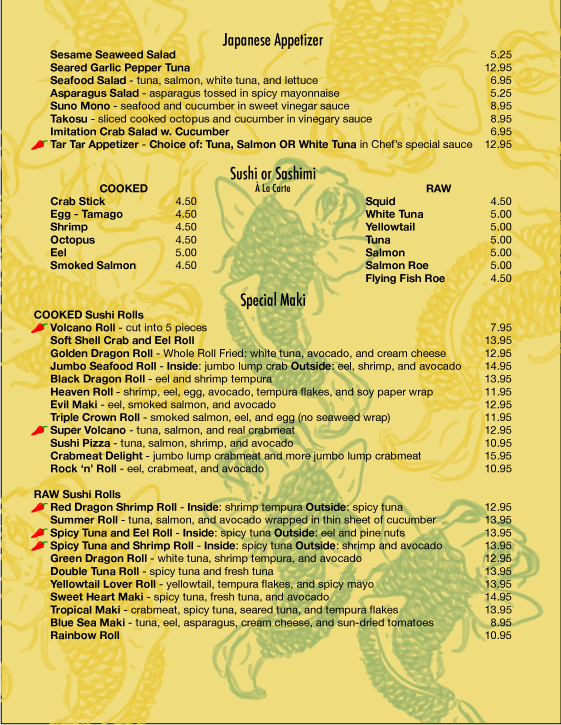 Japanese Appetizer
Sesame Seaweed Salad 5.25
Seared Garlic Pepper Tuna 12.95
Seafood Salad - tuna, salmon, white tuna, and lettuce 6.95
Asparagus Salad - asparagus tossed in spicy mayonnaise 5.25
Suno Mono - seafood and cucumber in sweet vinegar sauce 8.95
Takosu - sliced cooked octopus and cucumber in vinegary sauce 8.95
Imitation Crab Salad w. Cucumber 6.95
Tar Tar Appetizer - Choice of: Tuna, Salmon OR White Tuna in Chef's special sauce 12.95
Sushi or Sashimi
À La Carte
COOKED RAW
Crab Stick 4.50 Squid 4.50
Egg - Tamago 4.50 White Tuna 5.00
Shrimp 4.50 Yellowtail 5.00
Octopus 4.50 Tuna 5.00
Eel 5.00 Salmon 5.00
Smoked Salmon 4.50 Salmon Roe 5.00
Flying Fish Roe 4.50
Special Maki
COOKED Sushi Rolls
Volcano Roll - cut into 5 pieces 7.95
Soft Shell Crab and Eel Roll 13.95
Golden Dragon Roll - Whole Roll Fried: white tuna, avocado, and cream cheese 12.95
Jumbo Seafood Roll - Inside: jumbo lump crab Outside: eel, shrimp, and avocado 14.95
Black Dragon Roll - eel and shrimp tempura 13.95
Heaven Roll - shrimp, eel, egg, avocado, tempura flakes, and soy paper wrap 11.95
Evil Maki - eel, smoked salmon, and avocado 12.95
Triple Crown Roll - smoked salmon, eel, and egg (no seaweed wrap) 11.95
Super Volcano - tuna, salmon, and real crabmeat 12.95
Sushi Pizza - tuna, salmon, shrimp, and avocado 10.95
Crabmeat Delight - jumbo lump crabmeat and more jumbo lump crabmeat 15.95
Rock 'n' Roll - eel, crabmeat, and avocado 10.95
RAW Sushi Rolls
Red Dragon Shrimp Roll - Inside: shrimp tempura Outside: spicy tuna 12.95
Summer Roll - tuna, salmon, and avocado wrapped in thin sheet of cucumber 13.95
Spicy Tuna and Eel Roll - Inside: spicy tuna Outside: eel and pine nuts 13.95
Spicy Tuna and Shrimp Roll - Inside: spicy tuna Outside: shrimp and avocado 13.95
Green Dragon Roll - white tuna, shrimp tempura, and avocado 12.95
Double Tuna Roll - spicy tuna and fresh tuna 13.95
Yellowtail Lover Roll - yellowtail, tempura flakes, and spicy mayo 13.95
Sweet Heart Maki - spicy tuna, fresh tuna, and avocado 14.95
Tropical Maki - crabmeat, spicy tuna, seared tuna, and tempura flakes 13.95
Blue Sea Maki - tuna, eel, asparagus, cream cheese, and sun-dried tomatoes 8.95
Rainbow Roll 10.95